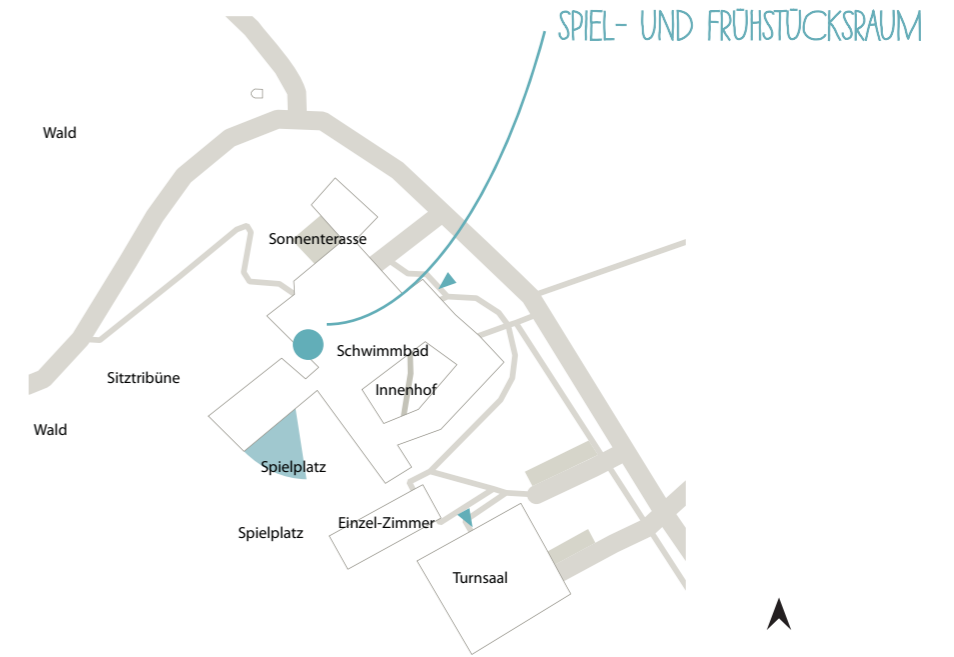 SPIEL- UND FRÜHSTÜCKSRAUM
Wald
Sonnenterasse
Schwimmbad
Sitztribüne
Innenhof
Wald
Spielplatz
Einzel-Zimmer
Spielplatz
Turnsaal